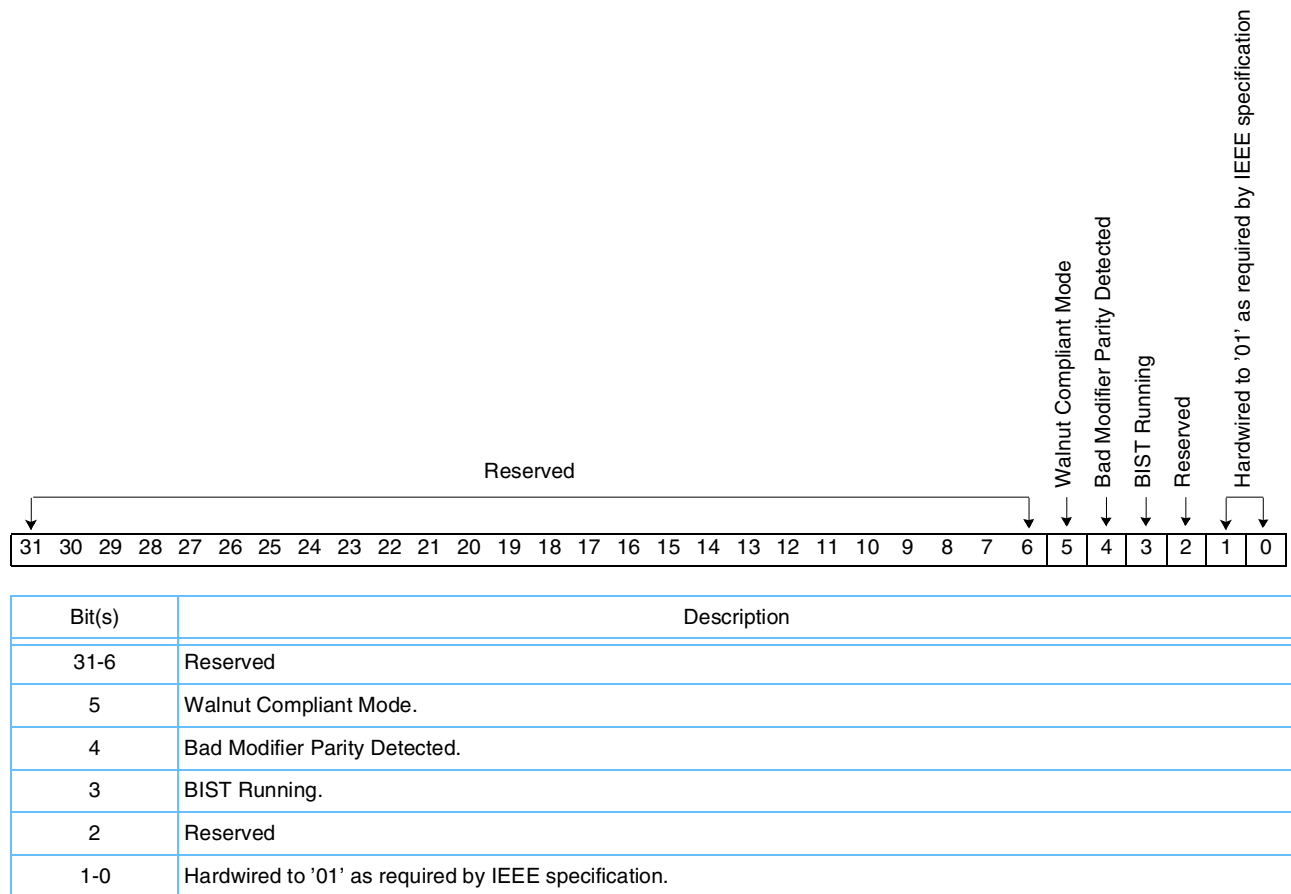 Reserved
Walnut Compliant Mode
Bad Modifier Parity Detected
BIST Running
Reserved
Hardwired to ’01’ as required by IEEE specification
31 30 29 28 27 26 25 24 23 22 21 20 19 18 17 16 15 14 13 12 11 10 9 8 7 6 5 4 3 2 1 0
Bit(s) Description
31-6 Reserved
5 Walnut Compliant Mode.
4 Bad Modifier Parity Detected.
3 BIST Running.
2 Reserved
1-0 Hardwired to ’01’ as required by IEEE specification.